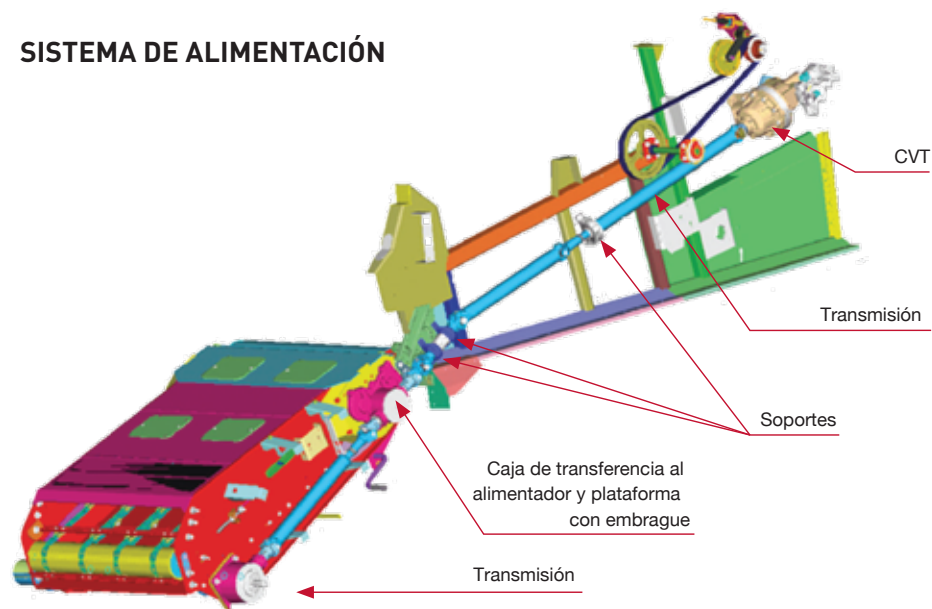 SISTEMA DE ALIMENTACIÓN
CVT
Transmisión
Soportes
Caja de transferencia al
alimentador y plataforma
con embrague
Transmisión